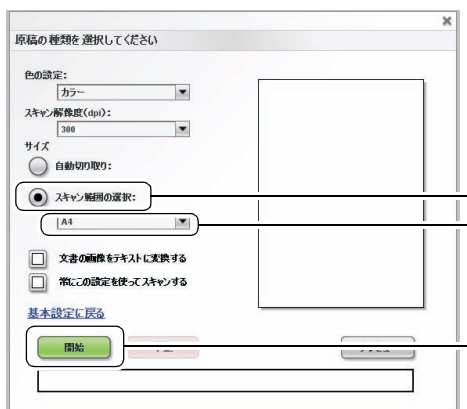 原稿の種類を選択してください
色の設定:
カラー
スキャン解像度(dpi):
300
サイズ
自動切り取り:
スキャン範囲の選択:
A4
文書の画像をテキストに変換する
常にこの設定を使ってスキャンする
基本設定に戻る
開始